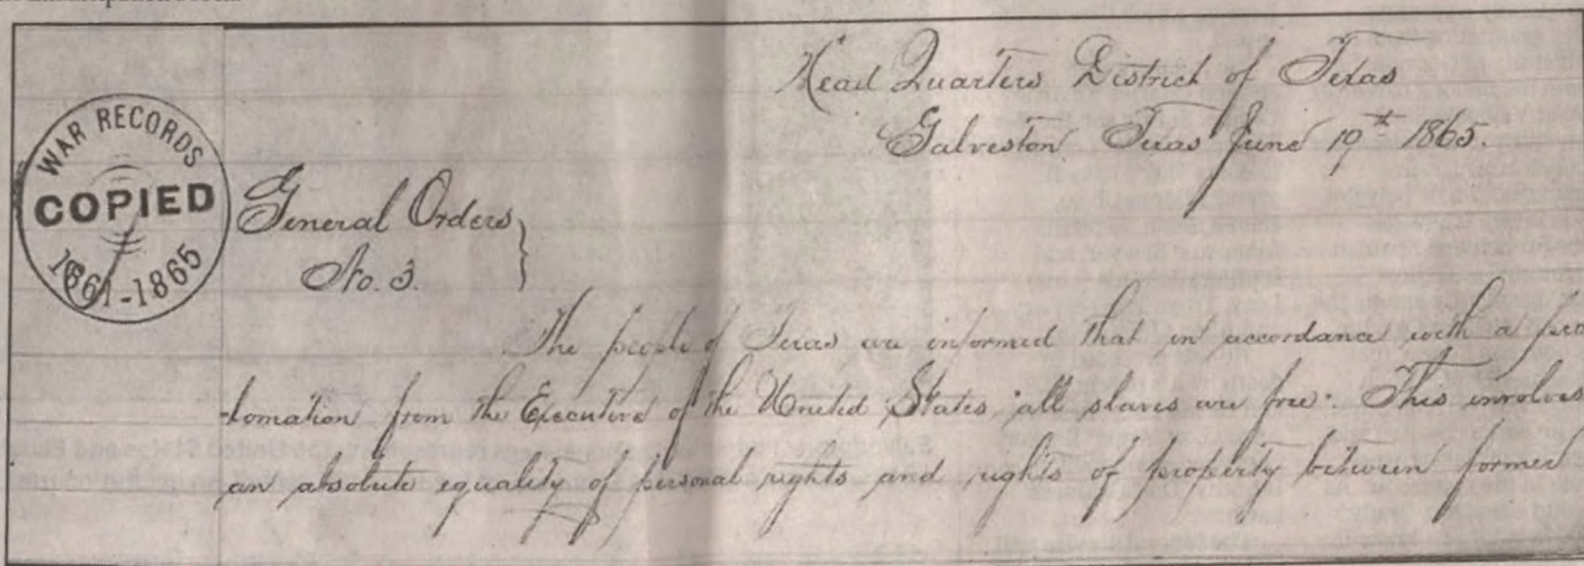 Head Quarters District of Texas
Galveston Texas June 19th 1865.
WAR RECORDS
COPIED
1861-1865
General Orders
No. 3.
The people of Texas are informed that in accordance with a pro
-lamation from the Executive of the United States, "all slaves are free". This involves
an absolute equality of personal rights and rights of property between former